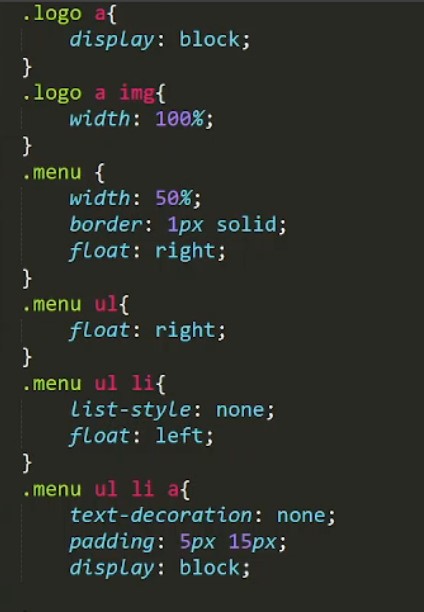 .logo a{
    display: block;
}
.logo a img{
    width: 100%;
}
.menu {
    width: 50%;
    border: 1px solid;
    float: right;
}
.menu ul{
    float: right;
}
.menu ul li{
    list-style: none;
    float: left;
}
.menu ul li a{
    text-decoration: none;
    padding: 5px 15px;
    display: block;